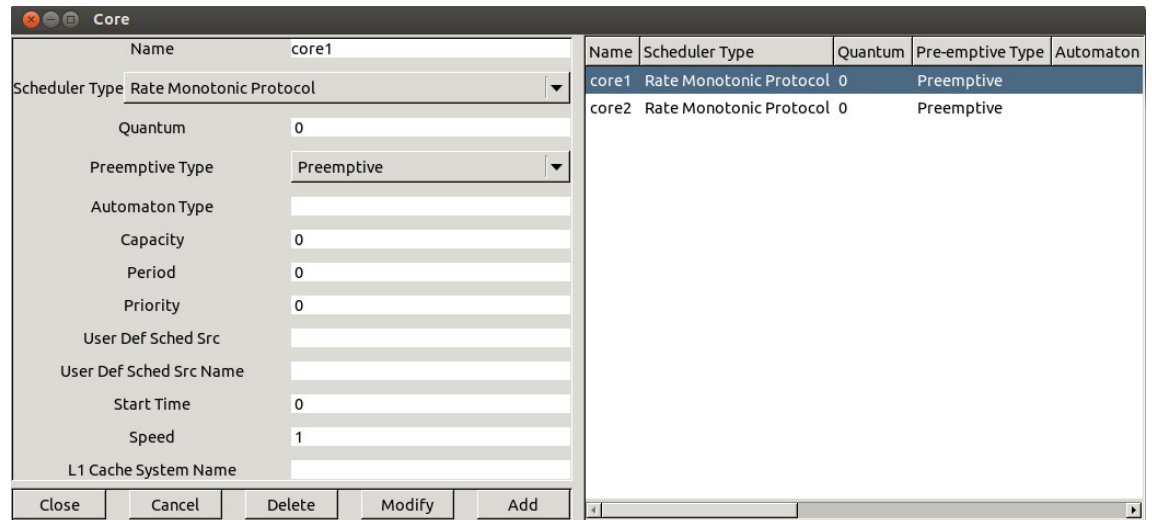 Core
Name core1
Scheduler Type Rate Monotonic Protocol
Quantum 0
Preemptive Type Preemptive
Automaton Type
Capacity 0
Period 0
Priority 0
User Def Sched Src
User Def Sched Src Name
Start Time 0
Speed 1
L1 Cache System Name
Close Cancel Delete Modify Add
Name Scheduler Type Quantum Pre-emptive Type Automaton
core1 Rate Monotonic Protocol 0 Preemptive
core2 Rate Monotonic Protocol 0 Preemptive